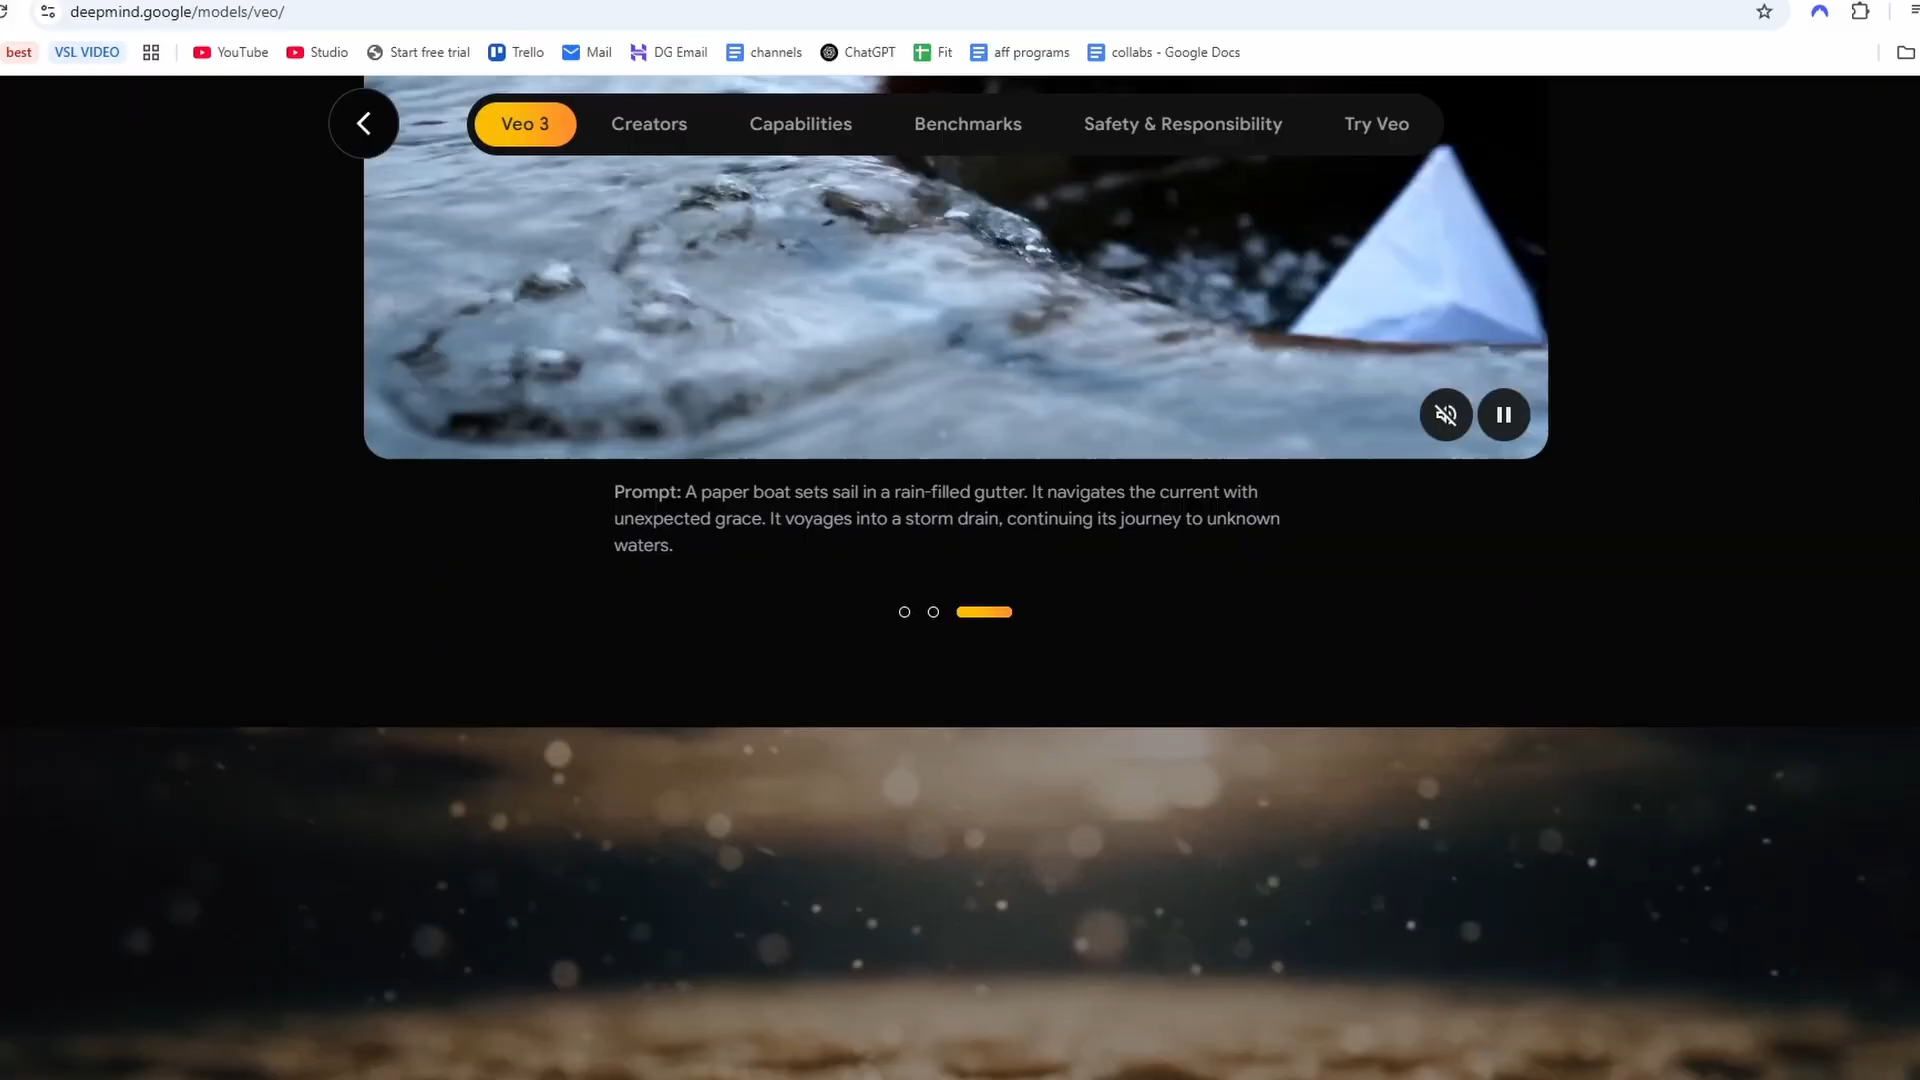 deepmind.google/models/veo/
best VSL VIDEO YouTube Studio Start free trial Trello Mail DG Email channels ChatGPT Fit aff programs collabs - Google Docs
Veo 3 Creators Capabilities Benchmarks Safety & Responsibility Try Veo
Prompt: A paper boat sets sail in a rain-filled gutter. It navigates the current with
unexpected grace. It voyages into a storm drain, continuing its journey to unknown
waters.